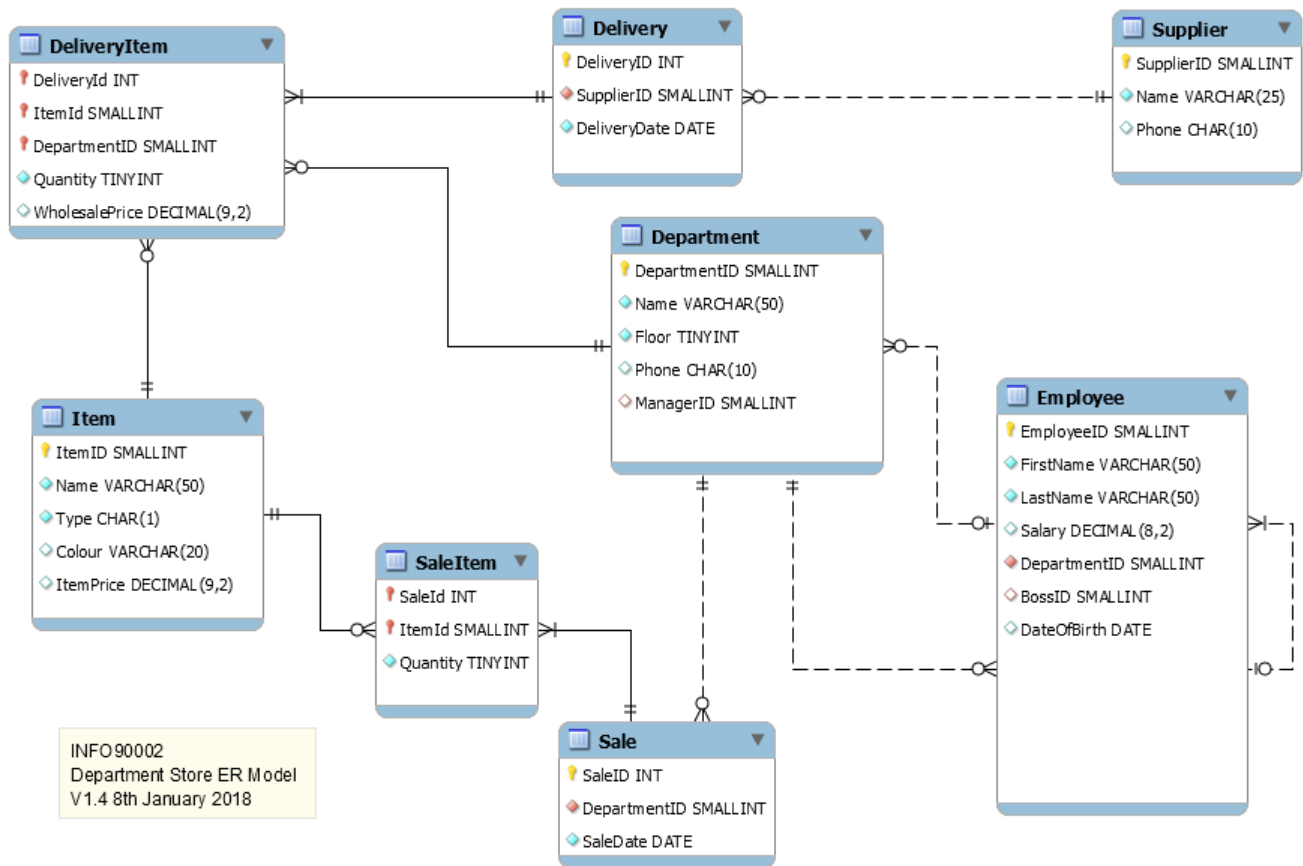 DeliveryItem
DeliveryId INT
ItemId SMALLINT
DepartmentID SMALLINT
Quantity TINYINT
WholesalePrice DECIMAL(9,2)
Delivery
DeliveryID INT
SupplierID SMALLINT
DeliveryDate DATE
Supplier
SupplierID SMALLINT
Name VARCHAR(25)
Phone CHAR(10)
Department
DepartmentID SMALLINT
Name VARCHAR(50)
Floor TINYINT
Phone CHAR(10)
ManagerID SMALLINT
Employee
EmployeeID SMALLINT
FirstName VARCHAR(50)
LastName VARCHAR(50)
Salary DECIMAL(8,2)
DepartmentID SMALLINT
BossID SMALLINT
DateOfBirth DATE
Item
ItemID SMALLINT
Name VARCHAR(50)
Type CHAR(1)
Colour VARCHAR(20)
ItemPrice DECIMAL(9,2)
SaleItem
SaleId INT
ItemId SMALLINT
Quantity TINYINT
Sale
SaleID INT
DepartmentID SMALLINT
SaleDate DATE
INFO90002
Department Store ER Model
V1.4 8th January 2018